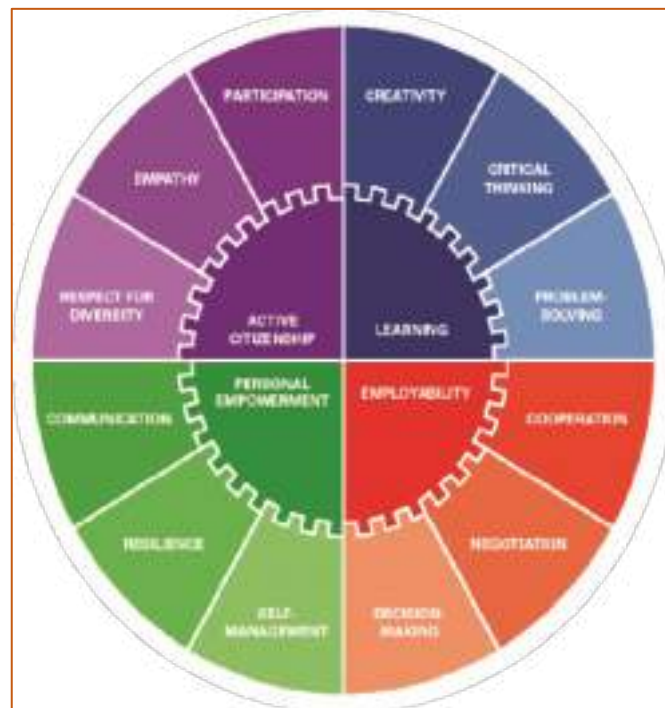 PARTICIPATION
CREATIVITY
EMPATHY
CRITICAL
THINKING
RESPECT FOR
DIVERSITY
PROBLEM-
SOLVING
ACTIVE
CITIZENSHIP
LEARNING
PERSONAL
EMPOWERMENT
EMPLOYABILITY
COMMUNICATION
COOPERATION
RESILIENCE
NEGOTIATION
SELF-
MANAGEMENT
DECISION-
MAKING